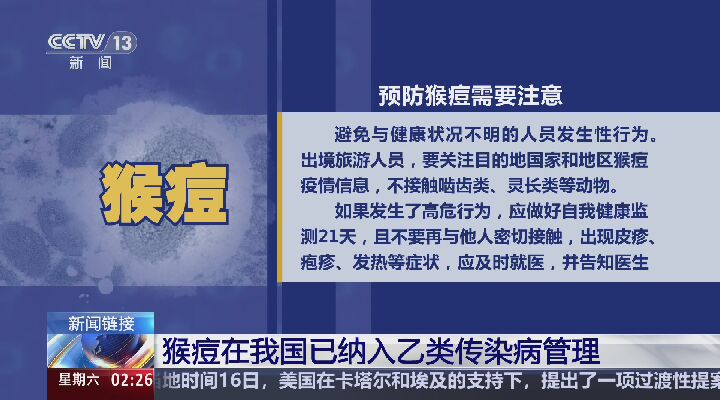 CCTV 13
新闻
预防猴痘需要注意
避免与健康状况不明的人员发生性行为。
出境旅游人员，要关注目的地国家和地区猴痘
疫情信息，不接触啮齿类、灵长类等动物。
如果发生了高危行为，应做好自我健康监
测21天，且不要再与他人密切接触，出现皮疹、
疱疹、发热等症状，应及时就医，并告知医生
猴痘
新闻链接
猴痘在我国已纳入乙类传染病管理
星期六 02:26
地时间16日，美国在卡塔尔和埃及的支持下，提出了一项过渡性提案